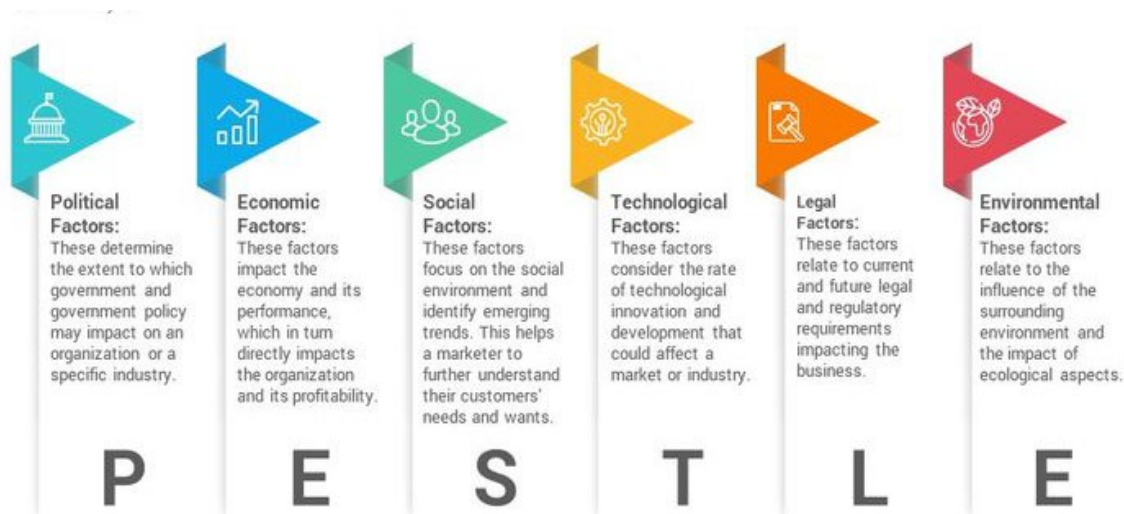 Political
Factors:
These determine
the extent to which
government and
government policy
may impact on an
organization or a
specific industry.
P
Economic
Factors:
These factors
impact the
economy and its
performance,
which in turn
directly impacts
the organization
and its profitability.
E
Social
Factors:
These factors
focus on the social
environment and
identify emerging
trends. This helps
a marketer to
further understand
their customers'
needs and wants.
S
Technological
Factors:
These factors
consider the rate
of technological
innovation and
development that
could affect a
market or industry.
T
Legal
Factors:
These factors
relate to current
and future legal
and regulatory
requirements
impacting the
business.
L
Environmental
Factors:
These factors
relate to the
influence of the
surrounding
environment and
the impact of
ecological aspects.
E